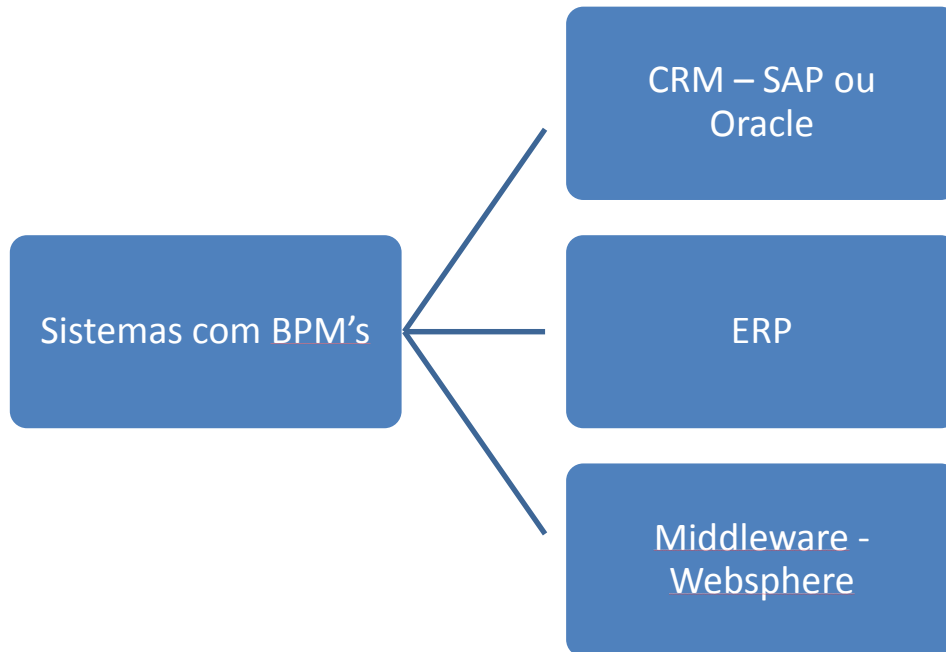 CRM – SAP ou
Oracle
Sistemas com BPM’s
ERP
Middleware -
Websphere